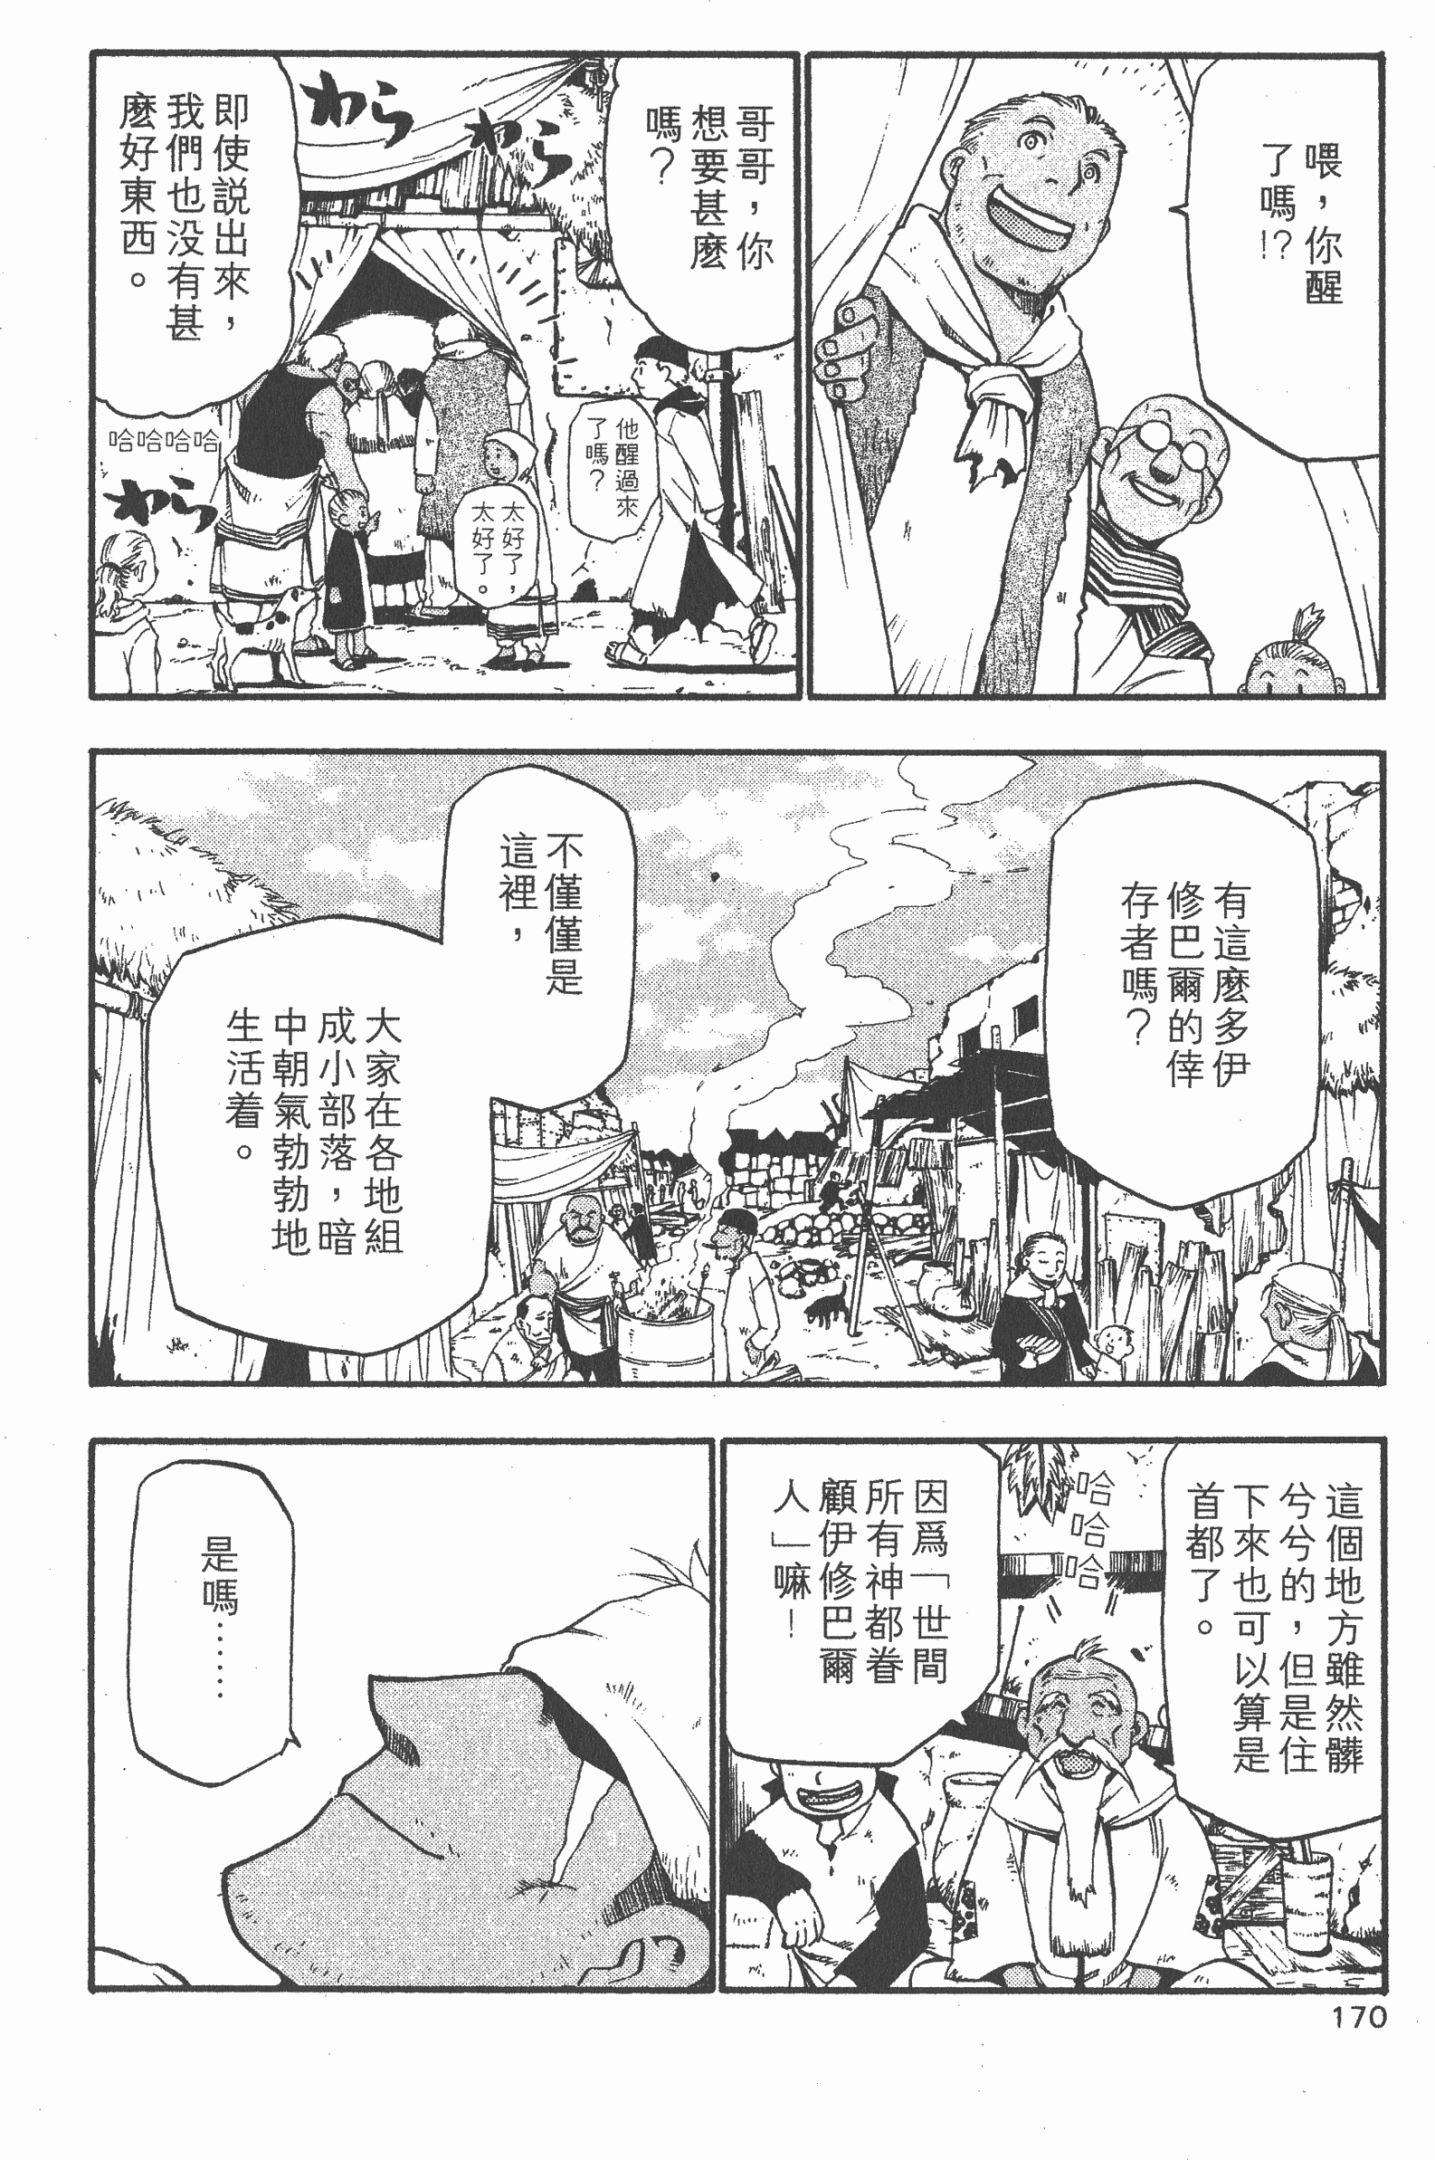 喂，你醒
了嗎!?
哥哥，你
想要甚麽
嗎？
わら
わら
即使説出來，
我們也没有甚
麽好東西。
他醒過來
了嗎？
太好了，
太好了。
哈哈哈哈
わら
有這麽多伊
修巴爾的倖
存者嗎？
不僅僅是
這裡，
大家在各地組
成小部落，暗
中朝氣勃勃地
生活着。
這個地方雖然髒
兮兮的，但是住
下來也可以算是
首都了。
哈哈哈
因爲「世間
所有神都眷
顧伊修巴爾
人」嘛！
是嗎……
170